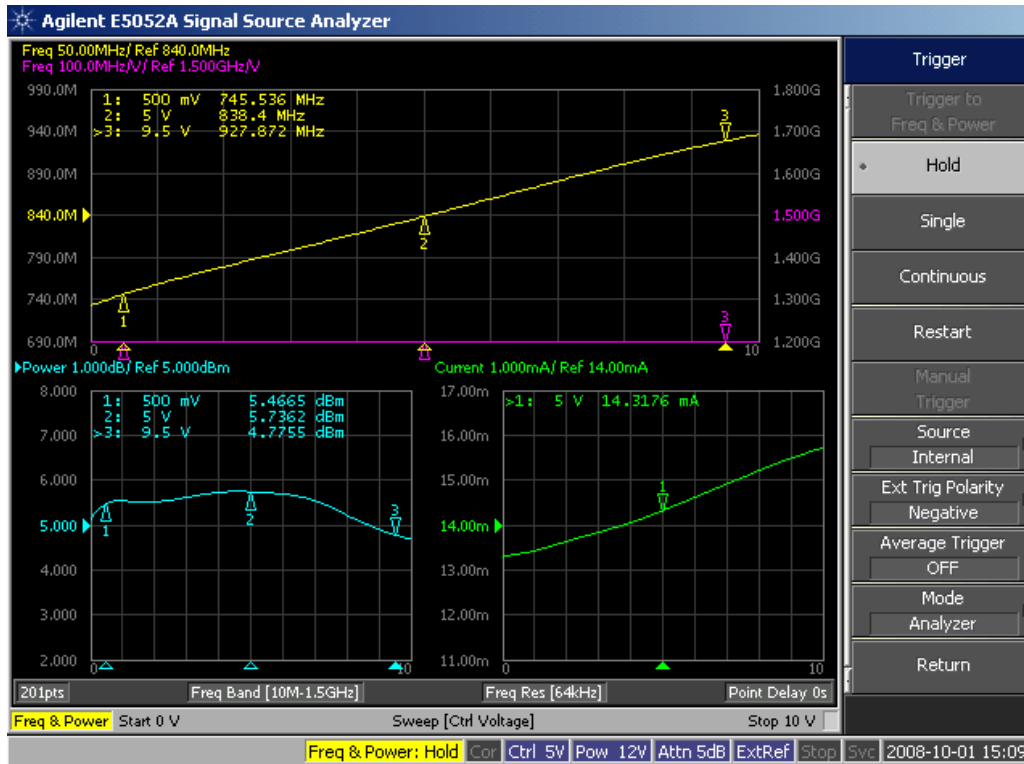 Agilent E5052A Signal Source Analyzer
Freq 50.00MHz/ Ref 840.0MHz
Freq 100.0MHz/V/ Ref 1.500GHz/V
990.0M
940.0M
890.0M
840.0M
790.0M
740.0M
690.0M
1: 500 mV 745.536 MHz
2: 5 V 838.4 MHz
>3: 9.5 V 927.872 MHz
1
2
3
3
1.800G
1.700G
1.600G
1.500G
1.400G
1.300G
1.200G
0
10
Power 1.000dB/ Ref 5.000dBm
8.000
7.000
6.000
5.000
4.000
3.000
2.000
1: 500 mV 5.4665 dBm
2: 5 V 5.7362 dBm
>3: 9.5 V 4.7755 dBm
1
2
3
0
10
Current 1.000mA/ Ref 14.00mA
17.00m
16.00m
15.00m
14.00m
13.00m
12.00m
11.00m
>1: 5 V 14.3176 mA
1
0
10
201pts Freq Band [10M-1.5GHz] Freq Res [64kHz] Point Delay 0s
Freq & Power Start 0 V Sweep [Ctrl Voltage] Stop 10 V
Trigger
Trigger to
Freq & Power
Hold
Single
Continuous
Restart
Manual
Trigger
Source
Internal
Ext Trig Polarity
Negative
Average Trigger
OFF
Mode
Analyzer
Return
Freq & Power: Hold Cor Ctrl 5V Pow 12V Attn 5dB ExtRef Stop Svc 2008-10-01 15:09